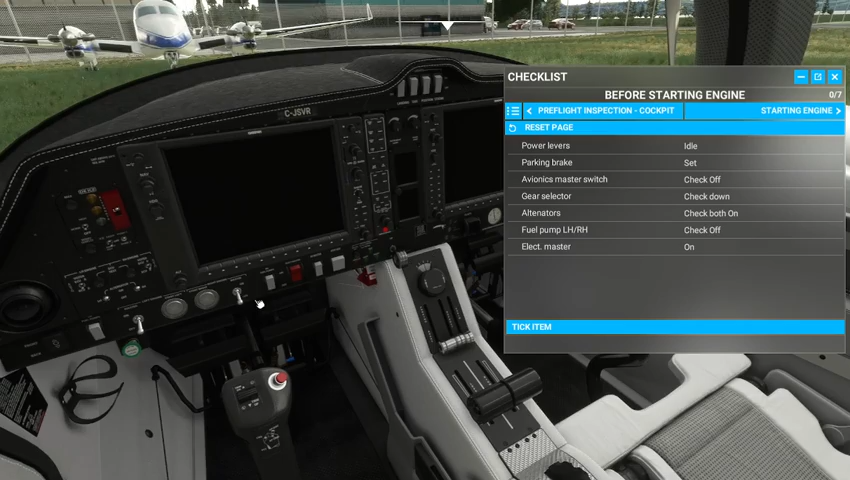 C-JSVR
CHECKLIST
BEFORE STARTING ENGINE 0/7
PREFLIGHT INSPECTION - COCKPIT STARTING ENGINE
RESET PAGE
Power levers Idle
Parking brake Set
Avionics master switch Check Off
Gear selector Check down
Altenators Check both On
Fuel pump LH/RH Check Off
Elect. master On
TICK ITEM